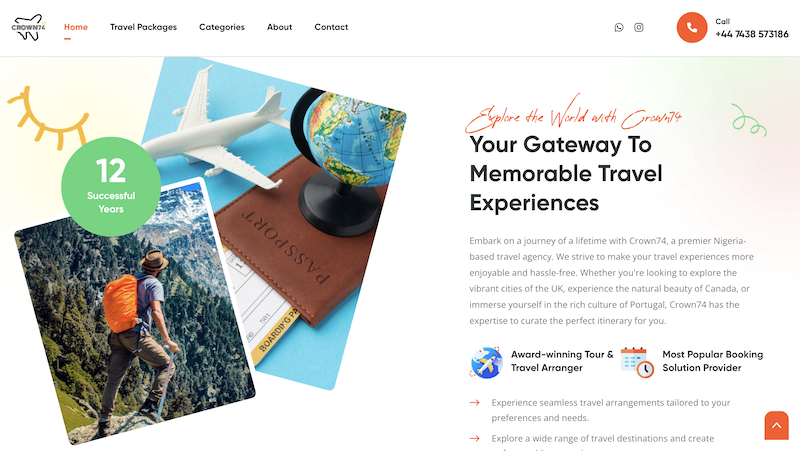 CROWN74
Home
Travel Packages
Categories
About
Contact
Call
+44 7438 573186
12
Successful
Years
PASSPORT
BOARDING PA
Explore the World with Crown74
Your Gateway To
Memorable Travel
Experiences
Embark on a journey of a lifetime with Crown74, a premier Nigeria-
based travel agency. We strive to make your travel experiences more
enjoyable and hassle-free. Whether you're looking to explore the
vibrant cities of the UK, experience the natural beauty of Canada, or
immerse yourself in the rich culture of Portugal, Crown74 has the
expertise to curate the perfect itinerary for you.
Award-winning Tour &
Travel Arranger
Most Popular Booking
Solution Provider
Experience seamless travel arrangements tailored to your
preferences and needs.
Explore a wide range of travel destinations and create